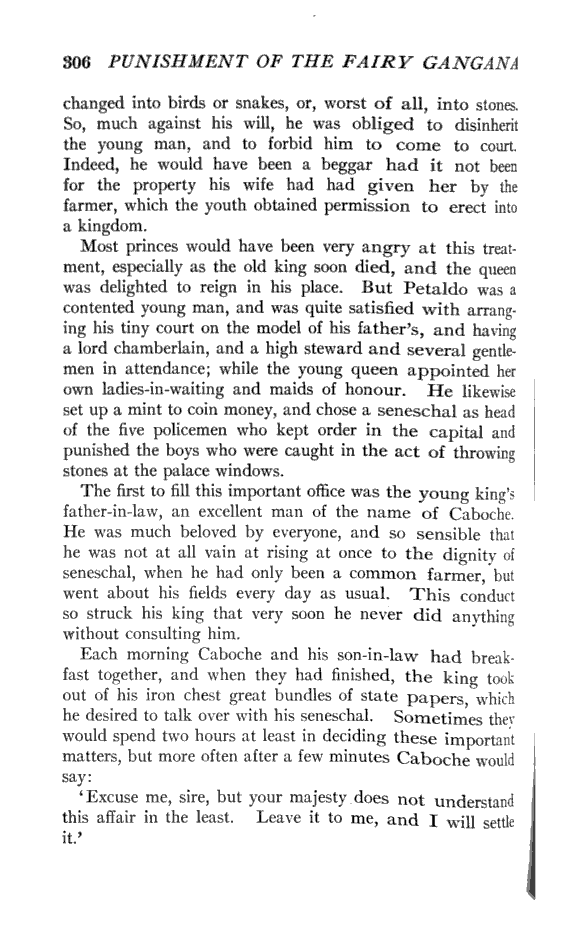 306 PUNISHMENT OF THE FAIRY GANGANA
changed into birds or snakes, or, worst of all, into stones.
So, much against his will, he was obliged to disinherit
the young man, and to forbid him to come to court.
Indeed, he would have been a beggar had it not been
for the property his wife had had given her by the
farmer, which the youth obtained permission to erect into
a kingdom.
Most princes would have been very angry at this treat-
ment, especially as the old king soon died, and the queen
was delighted to reign in his place. But Petaldo was a
contented young man, and was quite satisfied with arrang-
ing his tiny court on the model of his father's, and having
a lord chamberlain, and a high steward and several gentle-
men in attendance; while the young queen appointed her
own ladies-in-waiting and maids of honour. He likewise
set up a mint to coin money, and chose a seneschal as head
of the five policemen who kept order in the capital and
punished the boys who were caught in the act of throwing
stones at the palace windows.
The first to fill this important office was the young king's
father-in-law, an excellent man of the name of Caboche.
He was much beloved by everyone, and so sensible that
he was not at all vain at rising at once to the dignity of
seneschal, when he had only been a common farmer, but
went about his fields every day as usual. This conduct
so struck his king that very soon he never did anything
without consulting him.
Each morning Caboche and his son-in-law had break-
fast together, and when they had finished, the king took
out of his iron chest great bundles of state papers, which
he desired to talk over with his seneschal. Sometimes they
would spend two hours at least in deciding these important
matters, but more often after a few minutes Caboche would
say:
'Excuse me, sire, but your majesty does not understand
this affair in the least. Leave it to me, and I will settle
it.'